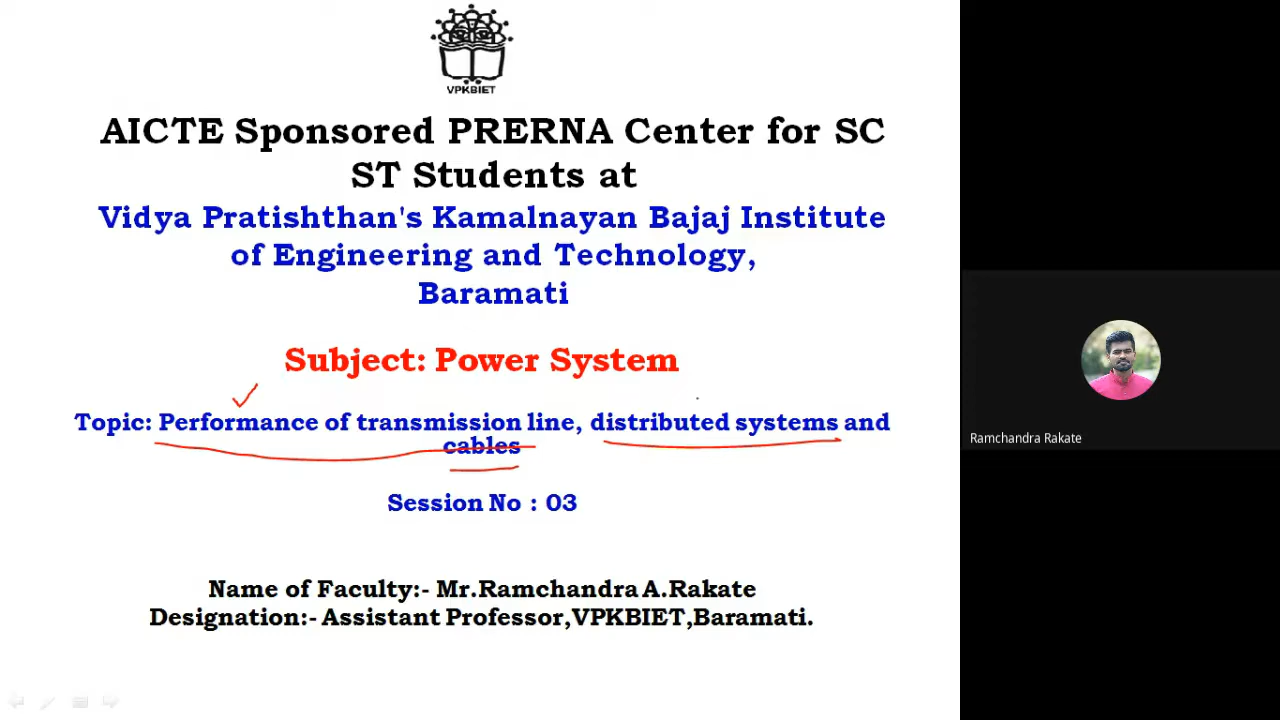 VPKBIET
AICTE Sponsored PRERNA Center for SC
ST Students at
Vidya Pratishthan's Kamalnayan Bajaj Institute
of Engineering and Technology,
Baramati
Subject: Power System
Topic: Performance of transmission line, distributed systems and
cables
Session No : 03
Name of Faculty:- Mr.Ramchandra A.Rakate
Designation:- Assistant Professor,VPKBIET,Baramati.
Ramchandra Rakate